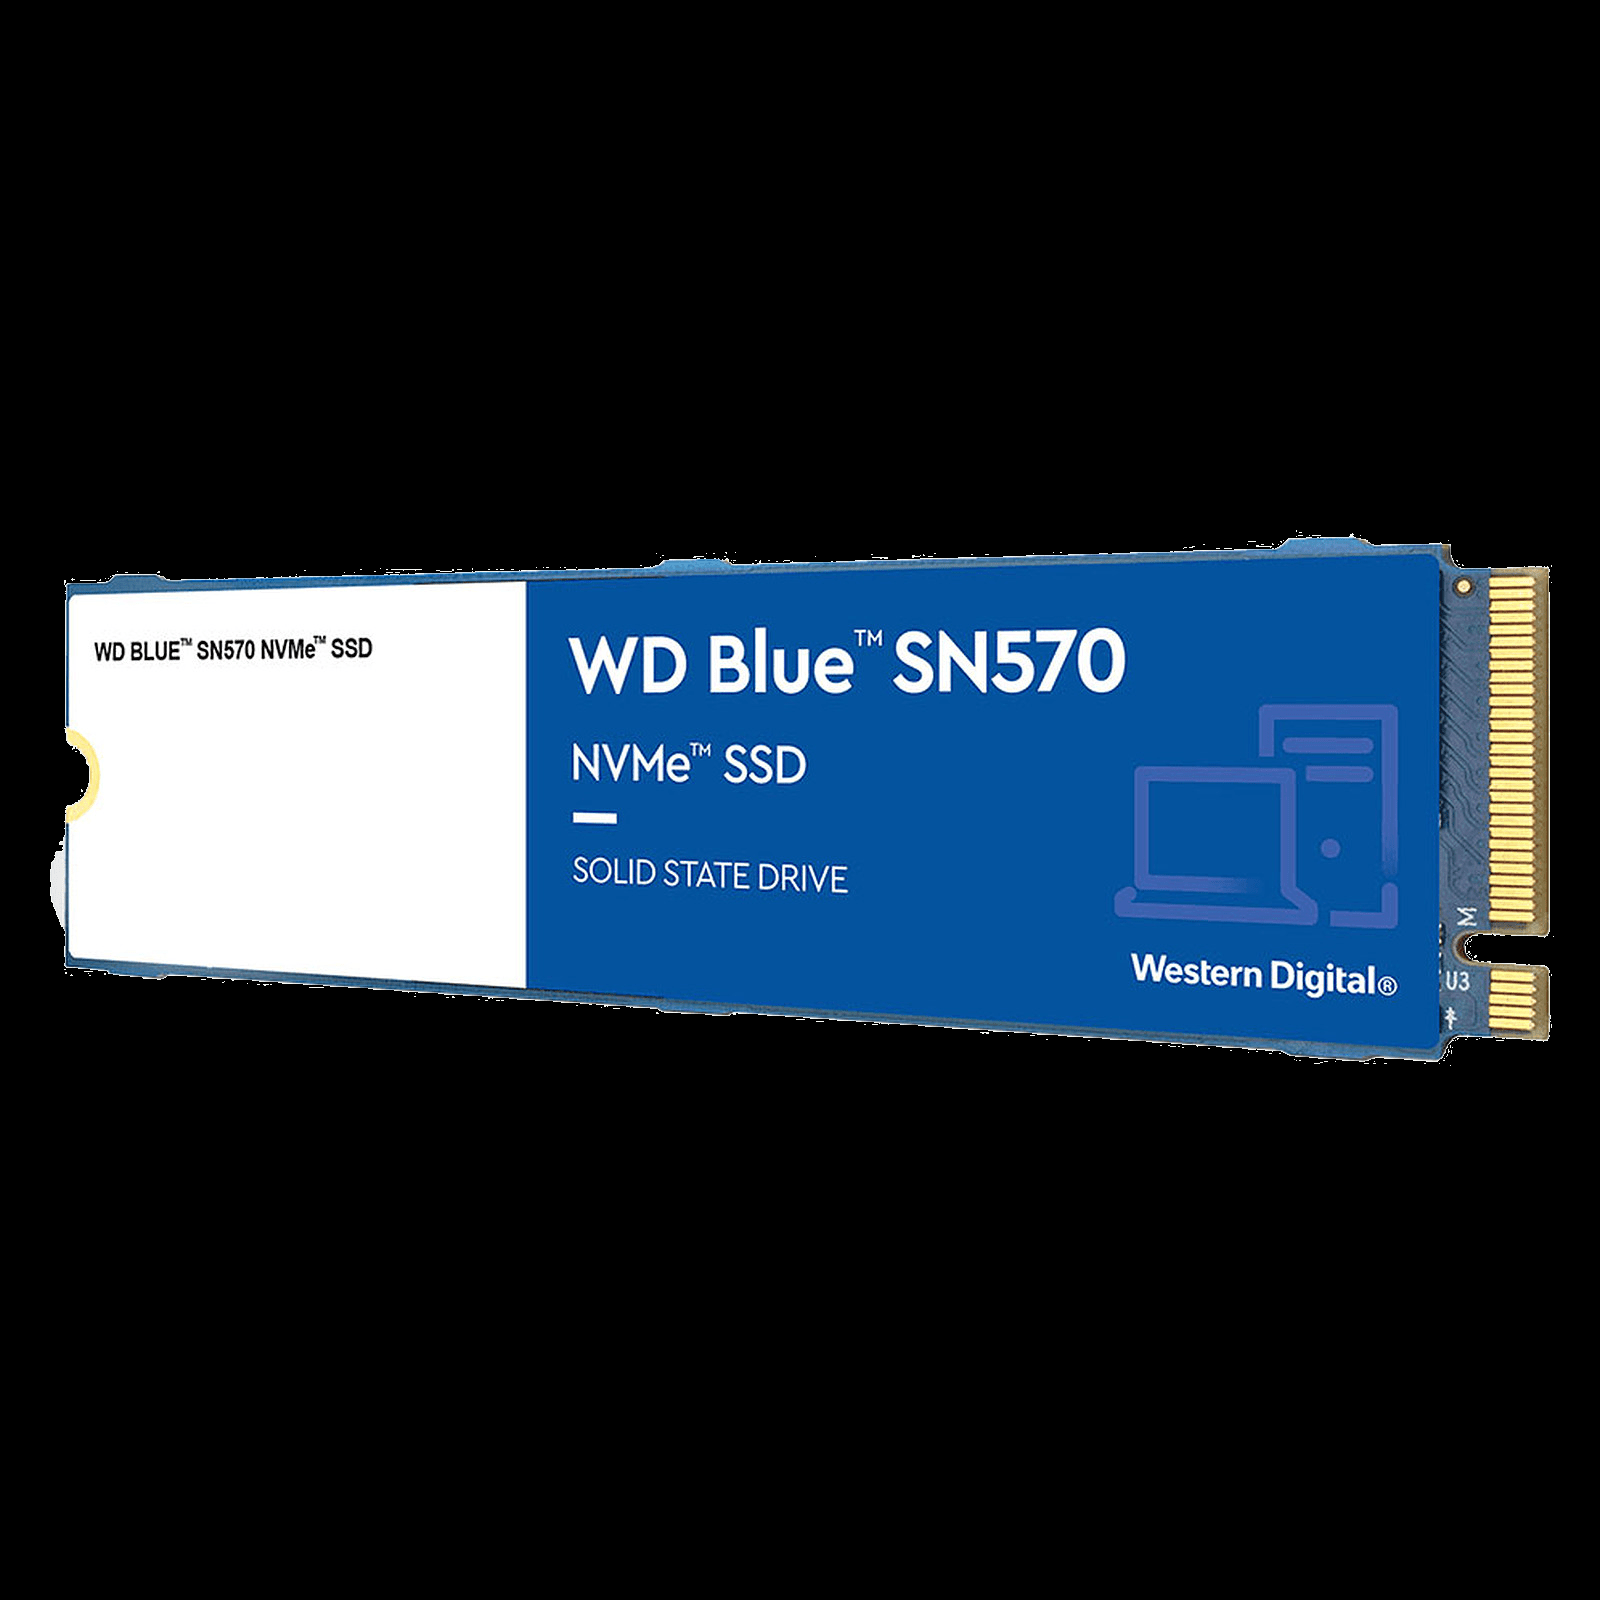 WD BLUE™ SN570 NVMe™ SSD
WD Blue™ SN570
NVMe™ SSD
SOLID STATE DRIVE
Western Digital®
M
U3